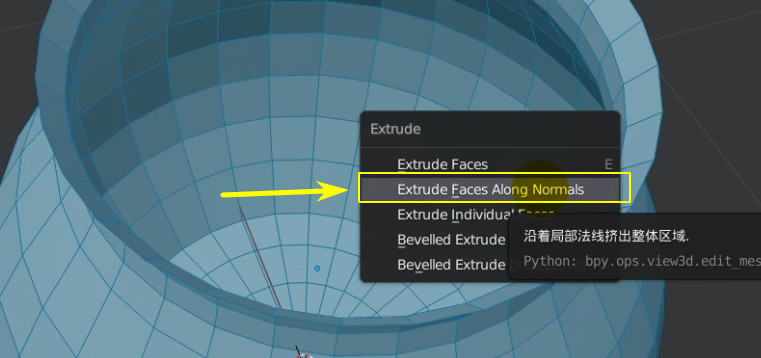 Extrude
Extrude Faces E
Extrude Faces Along Normals
Extrude Individual Faces
Bevelled Extrude
Bevelled Extrude
沿着局部法线挤出整体区域.
Python: bpy.ops.view3d.edit_mes